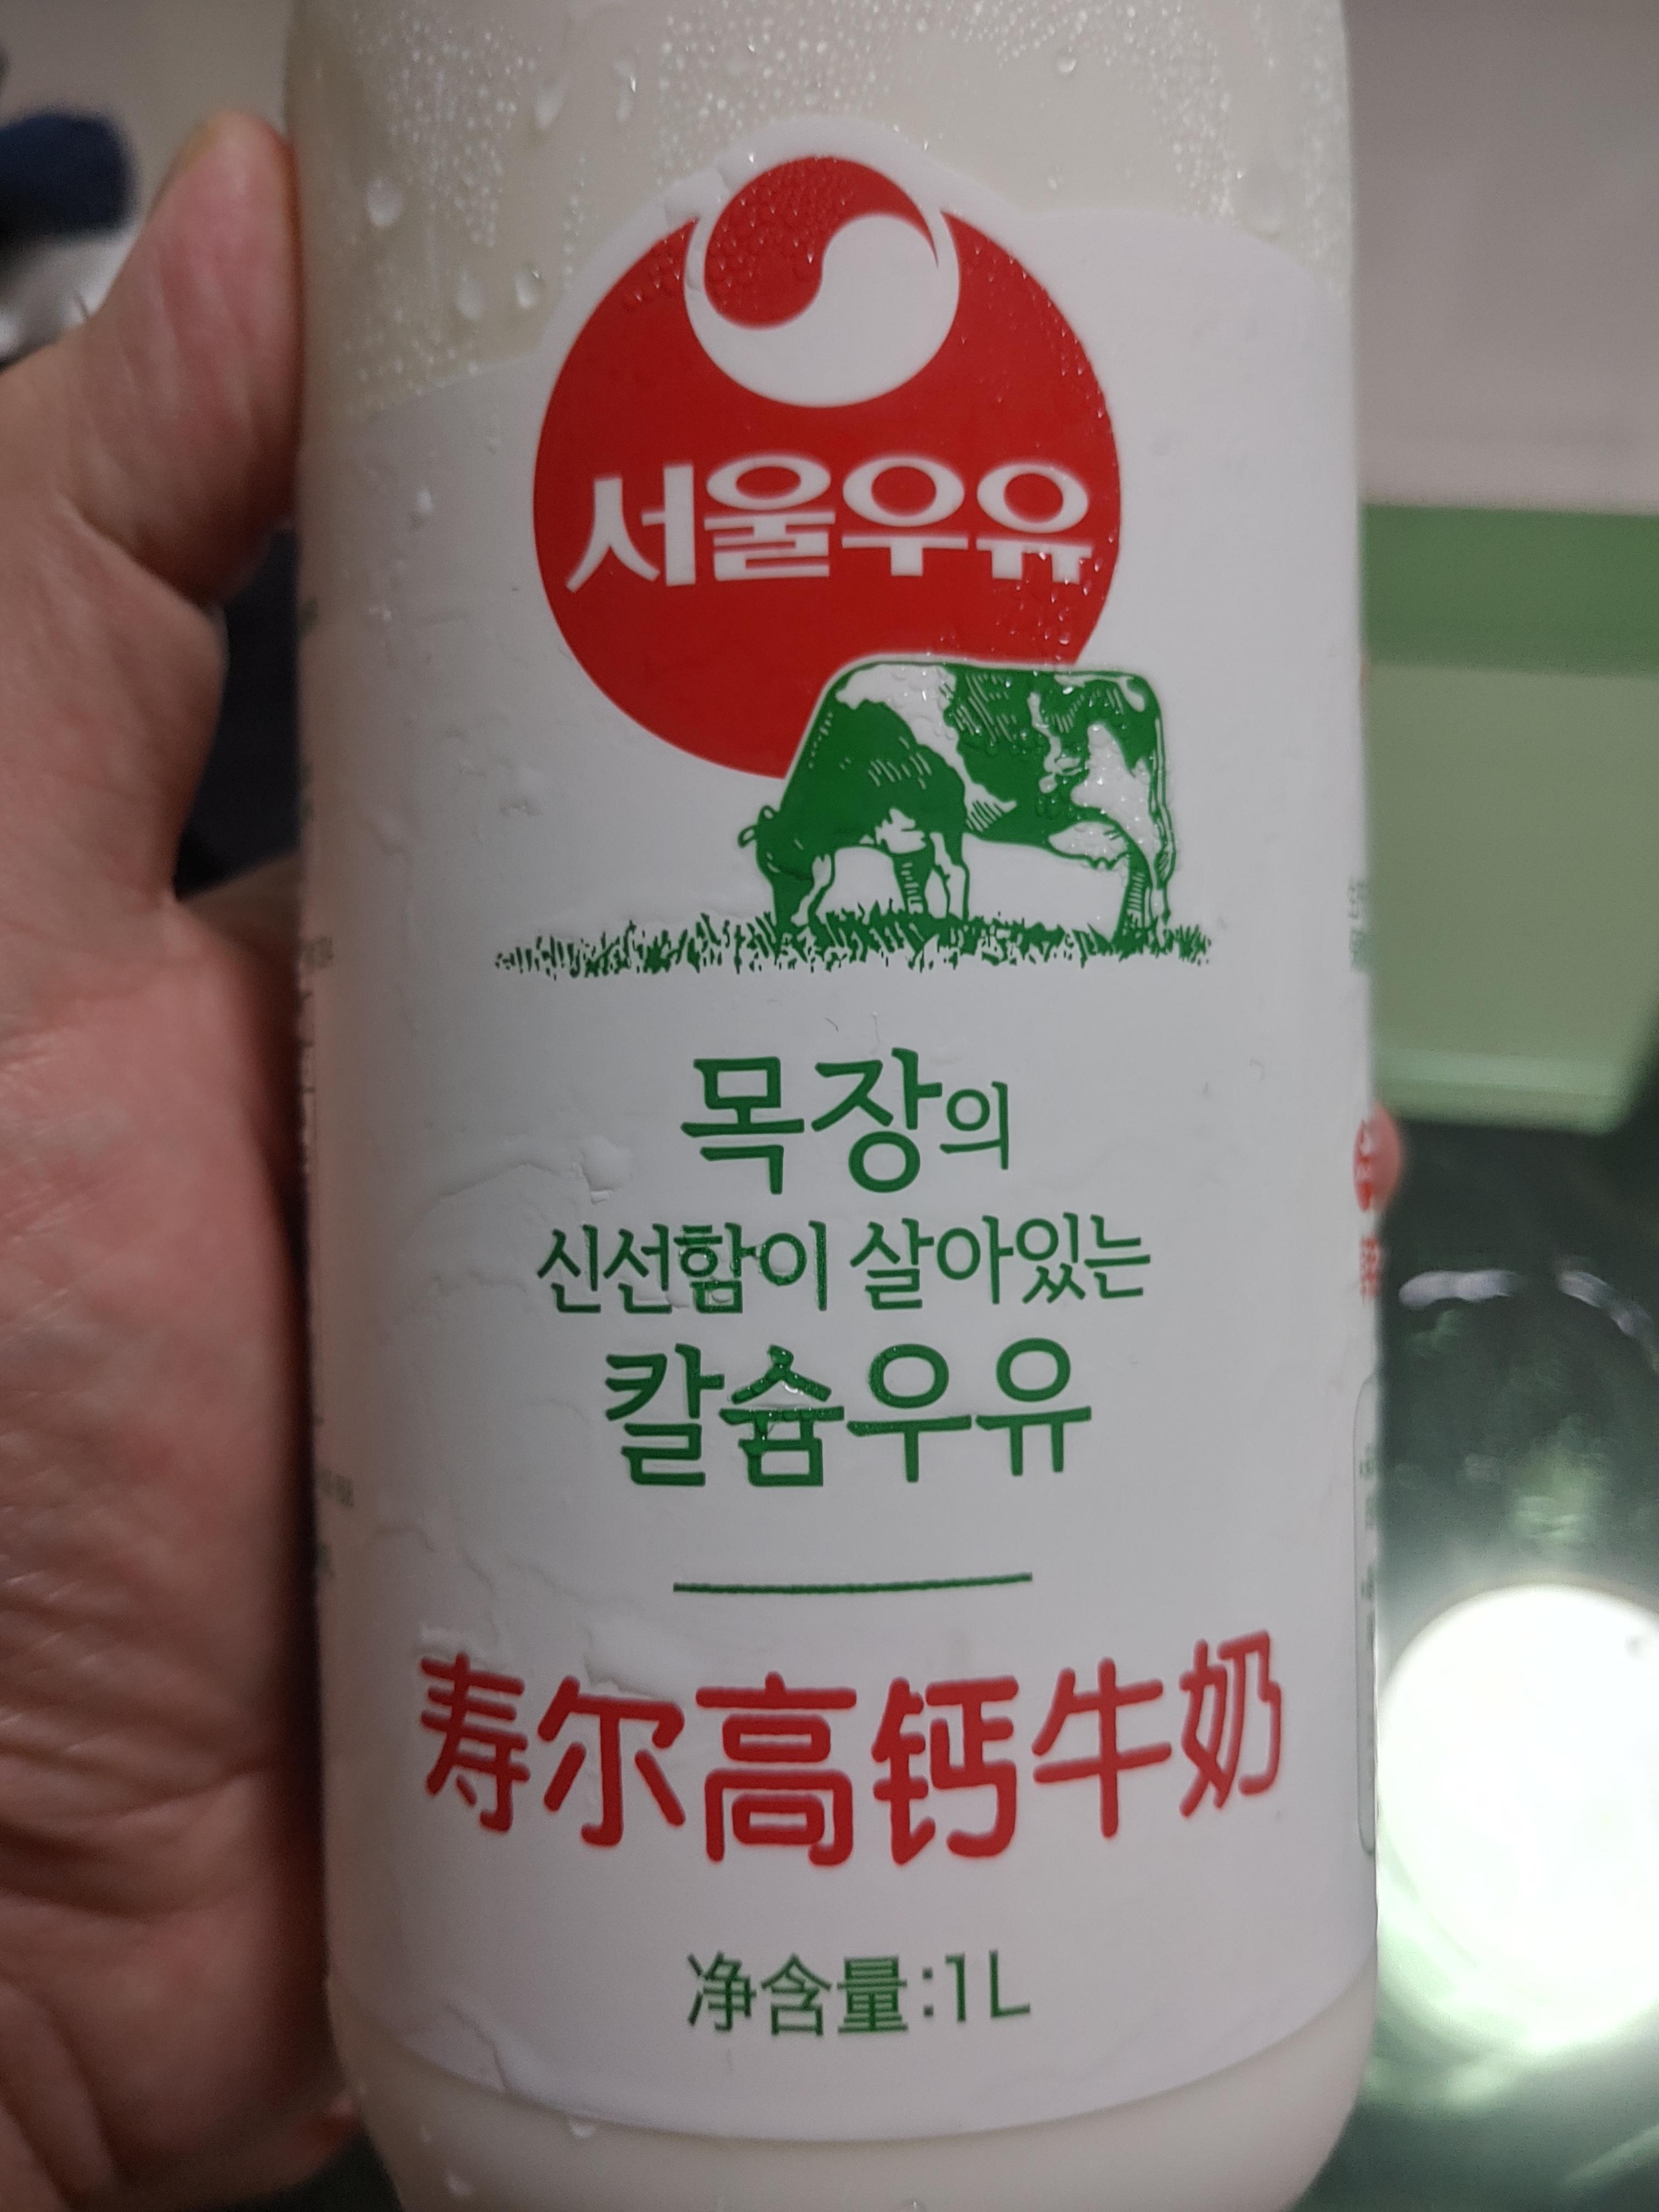 서울우유
목장의
신선함이 살아있는
칼슘우유
寿尔高钙牛奶
净含量:1L